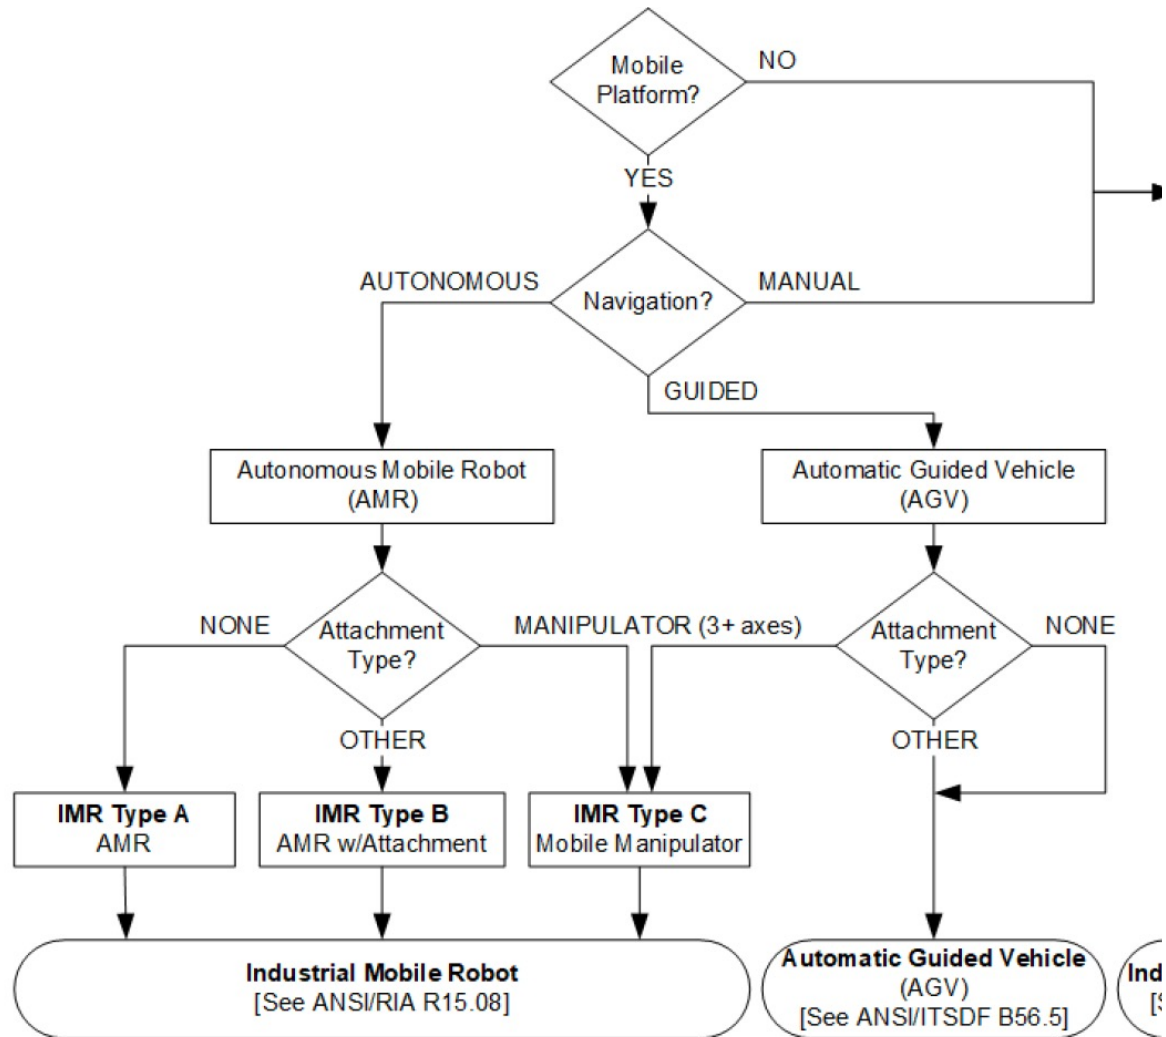 Mobile
Platform?
NO
YES
AUTONOMOUS
Navigation?
MANUAL
GUIDED
Autonomous Mobile Robot
(AMR)
Automatic Guided Vehicle
(AGV)
NONE
Attachment
Type?
MANIPULATOR (3+ axes)
Attachment
Type?
NONE
OTHER
OTHER
IMR Type A
AMR
IMR Type B
AMR w/Attachment
IMR Type C
Mobile Manipulator
Industrial Mobile Robot
[See ANSI/RIA R15.08]
Automatic Guided Vehicle
(AGV)
[See ANSI/ITSDF B56.5]